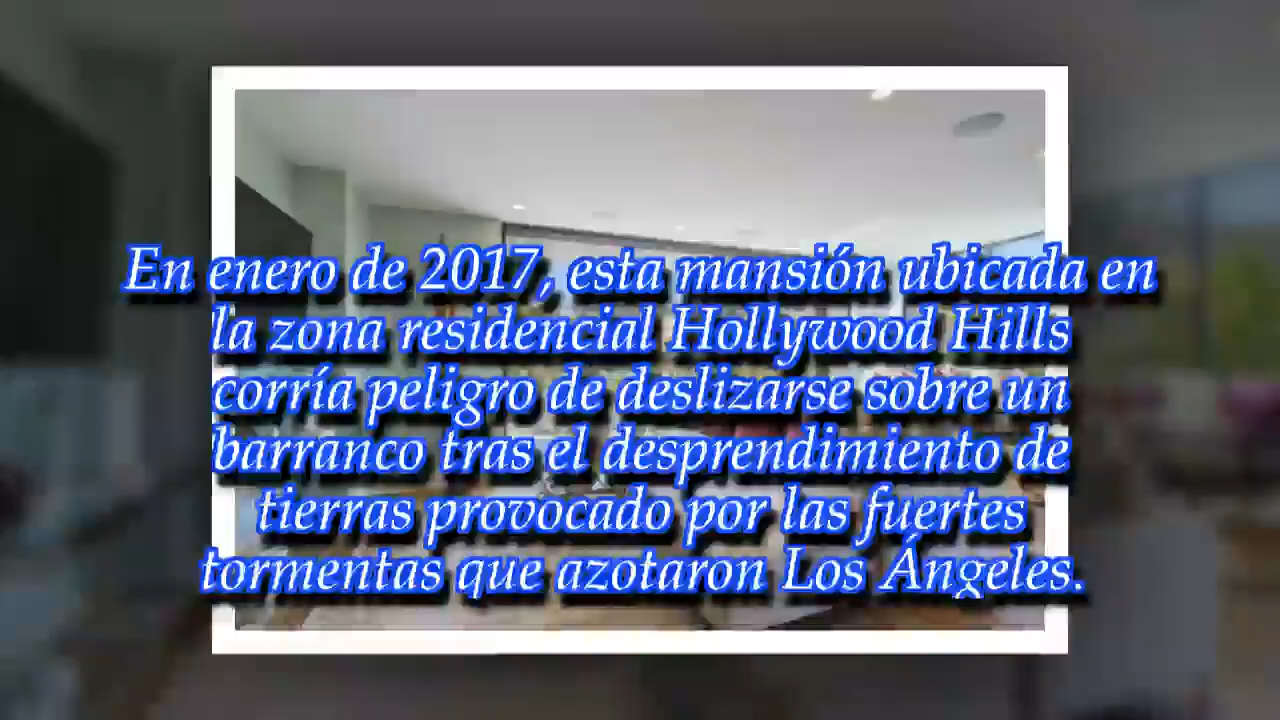 En enero de 2017, esta mansión ubicada en
la zona residencial Hollywood Hills
corría peligro de deslizarse sobre un
barranco tras el desprendimiento de
tierras provocado por las fuertes
tormentas que azotaron Los Ángeles.